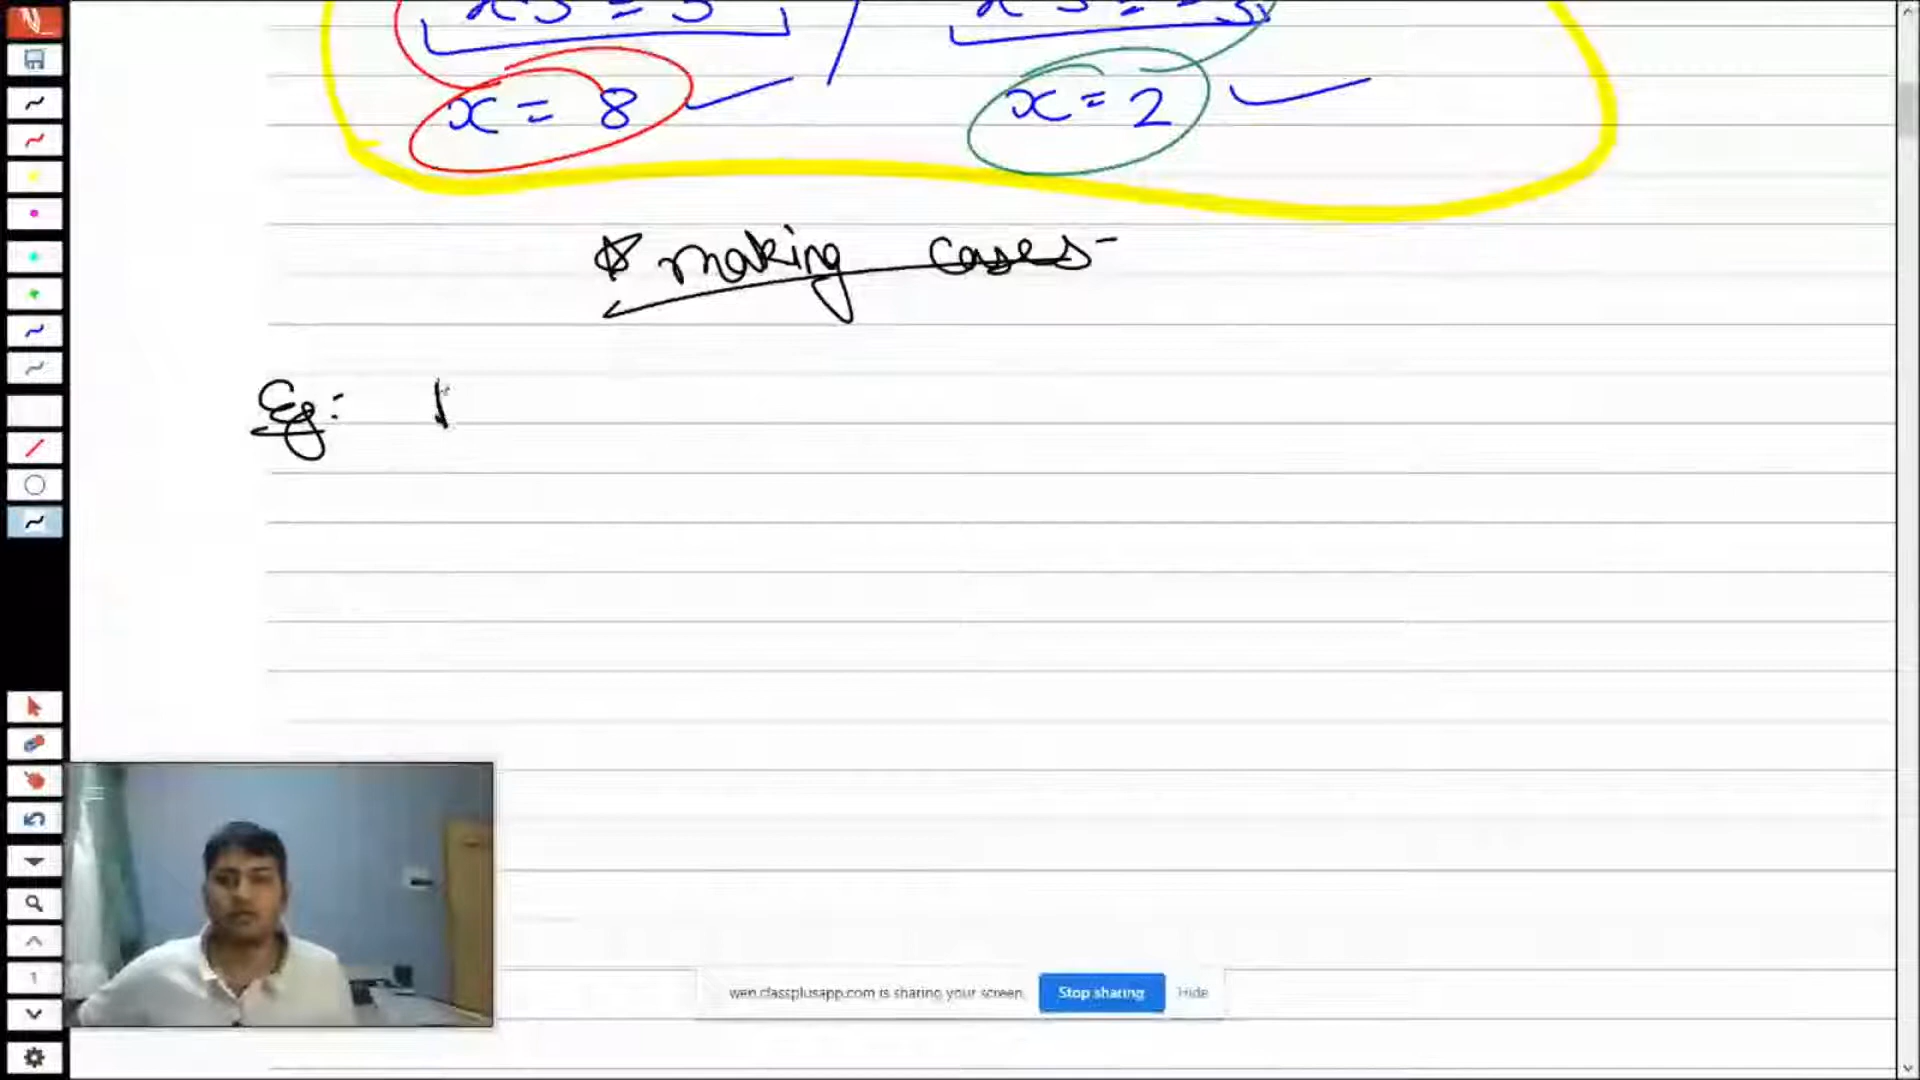 x = 8 x = 2
☆ making cases-
Eg: |
wen.classplusapp.com is sharing your screen. Stop sharing Hide
1